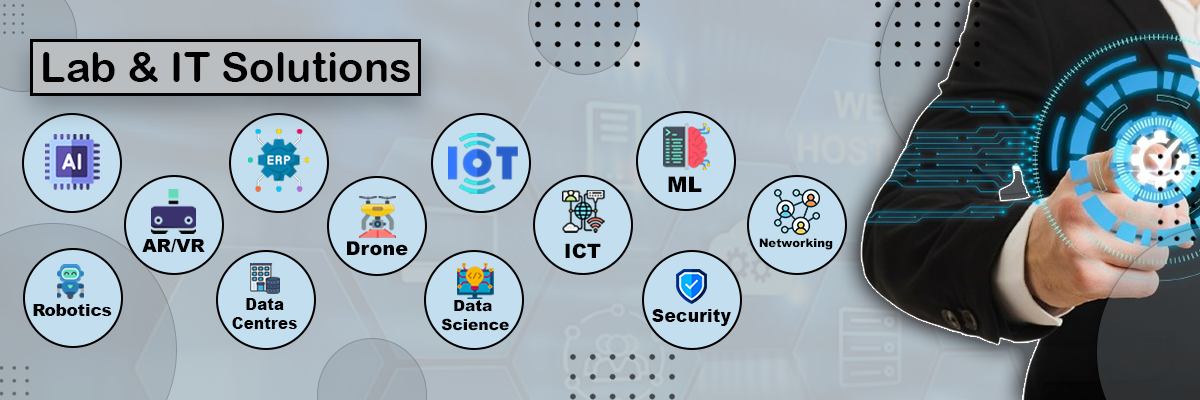 Lab & IT Solutions
AI
ERP
IoT
ML
AR/VR
Drone
ICT
Networking
Robotics
Data
Centres
Data
Science
Security
WEB
HOST